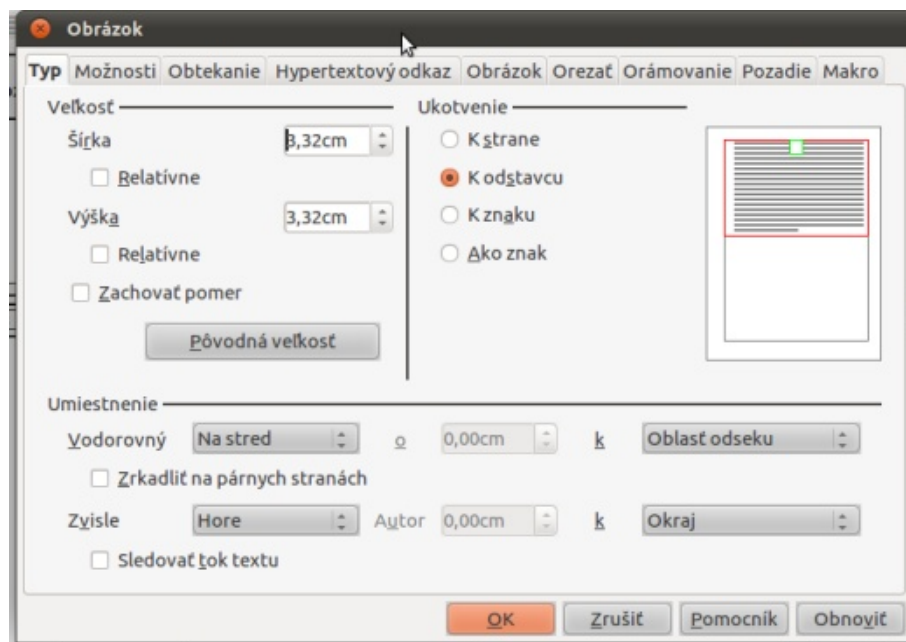 Obrázok
Typ Možnosti Obtekanie Hypertextový odkaz Obrázok Orezať Orámovanie Pozadie Makro
Veľkosť
Šírka 3,32cm
Relatívne
Výška 3,32cm
Relatívne
Zachovať pomer
Pôvodná veľkosť
Ukotvenie
K strane
K odstavcu
K znaku
Ako znak
Umiestnenie
Vodorovný Na stred o 0,00cm k Oblasť odseku
Zrkadliť na párnych stranách
Zvisle Hore Autor 0,00cm k Okraj
Sledovať tok textu
OK Zrušiť Pomocník Obnoviť